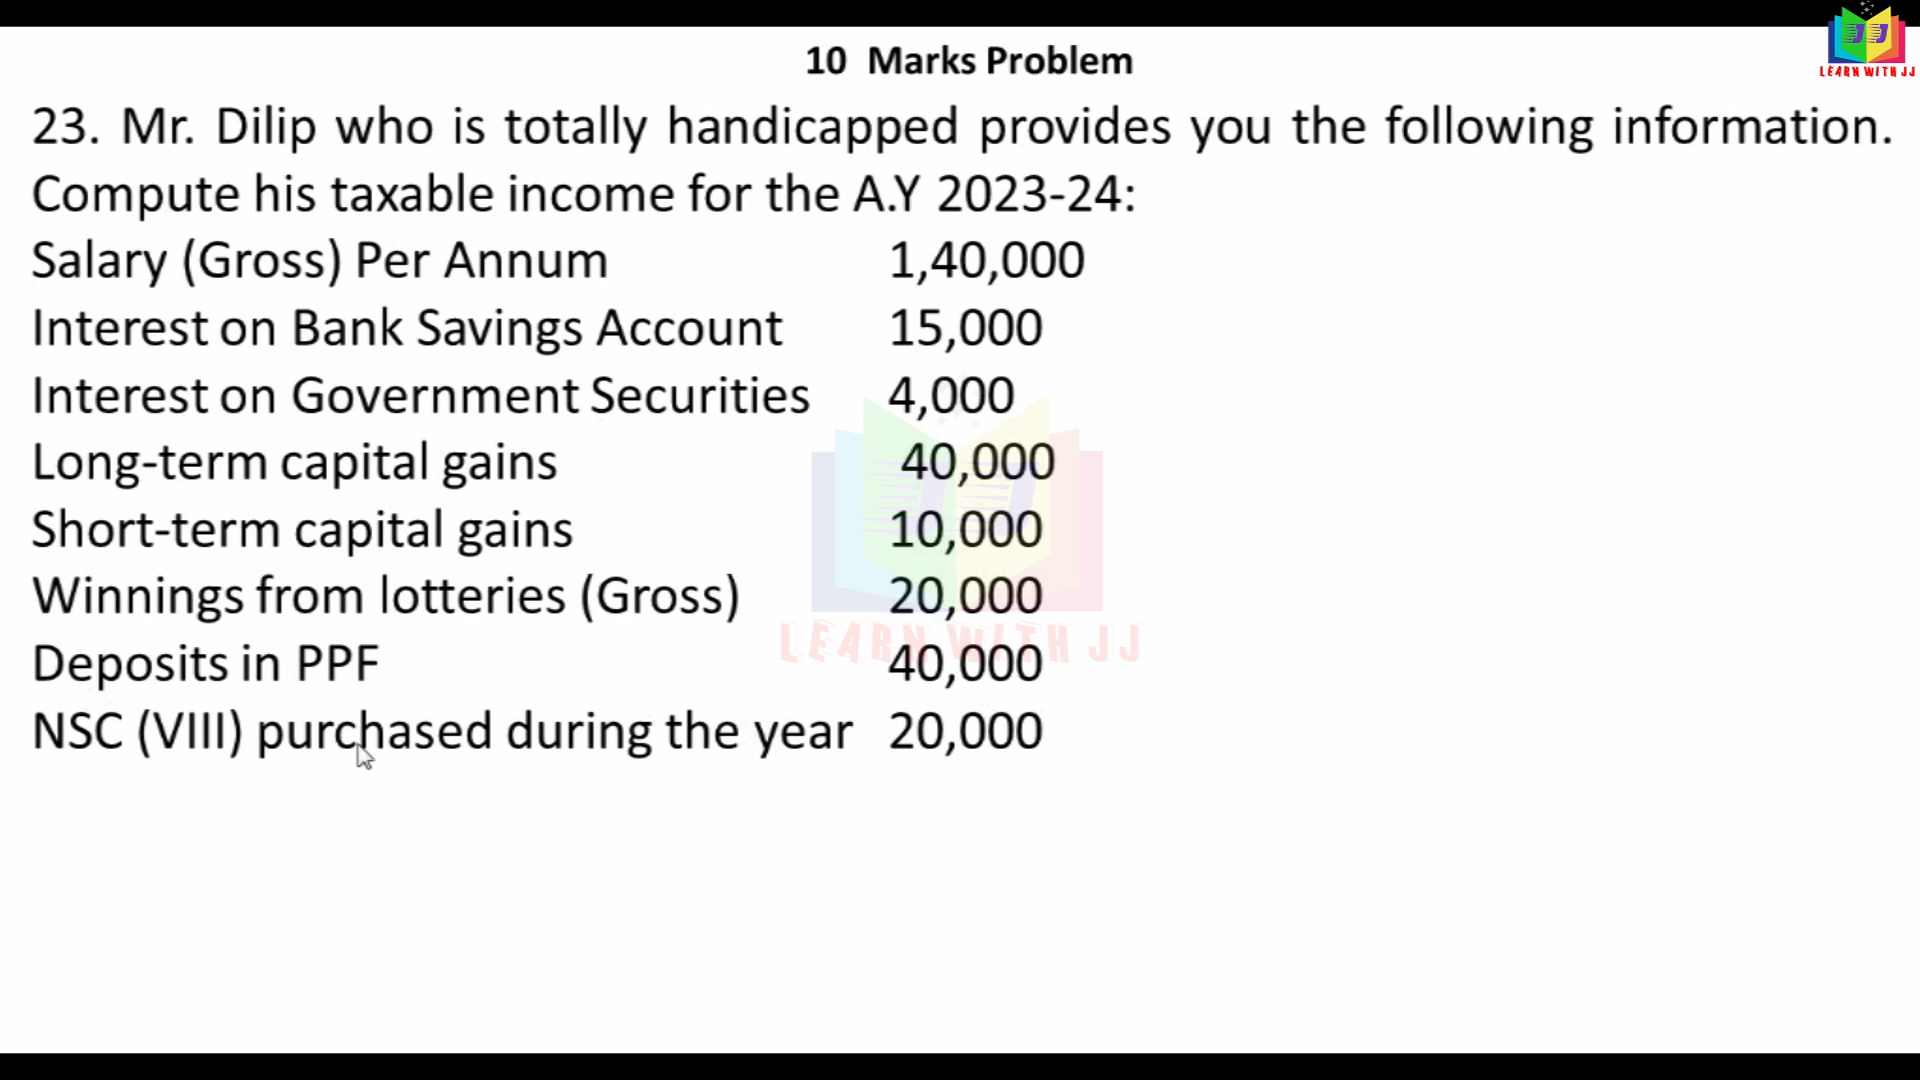 LEARN WITH JJ
10 Marks Problem
23. Mr. Dilip who is totally handicapped provides you the following information.
Compute his taxable income for the A.Y 2023-24:
Salary (Gross) Per Annum 1,40,000
Interest on Bank Savings Account 15,000
Interest on Government Securities 4,000
Long-term capital gains 40,000
Short-term capital gains 10,000
Winnings from lotteries (Gross) 20,000
LEARN WITH JJ
Deposits in PPF 40,000
NSC (VIII) purchased during the year 20,000